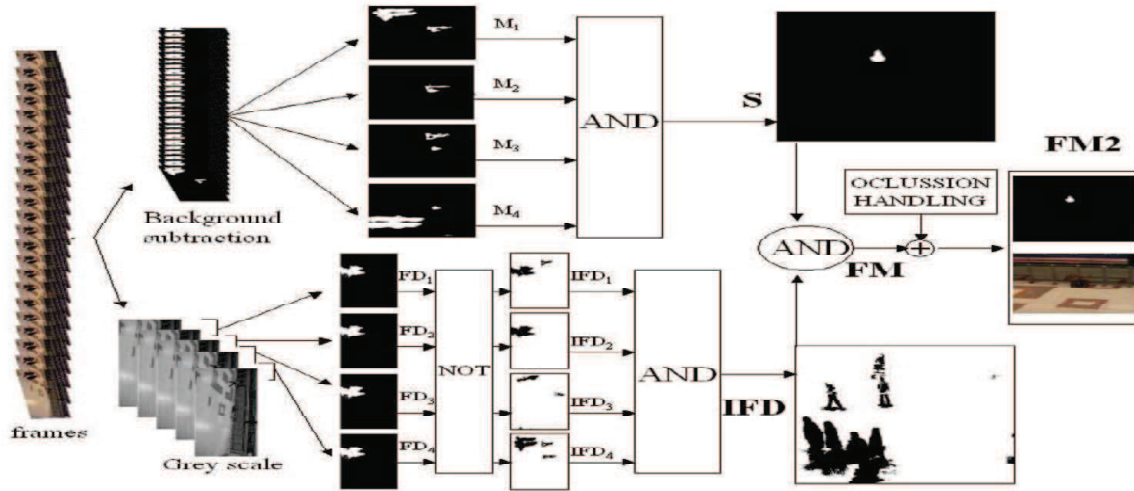 M1
M2
M3
M4
AND
S
FM2
OCLUSSION
HANDLING
AND
FM
+
Background
subtraction
FD1
FD2
FD3
FD4
NOT
IFD1
IFD2
IFD3
IFD4
AND
IFD
frames
Grey scale